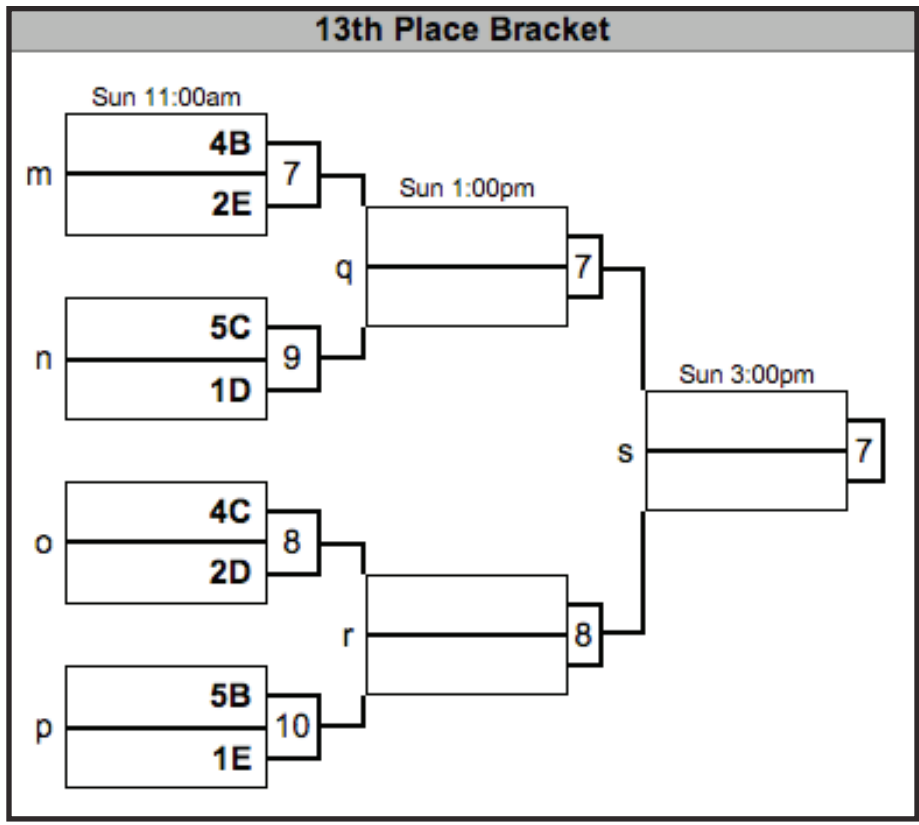 13th Place Bracket
Sun 11:00am
4B
m
7
2E
Sun 1:00pm
q
7
5C
n
9
1D
Sun 3:00pm
s
7
4C
o
8
2D
r
8
5B
p
10
1E